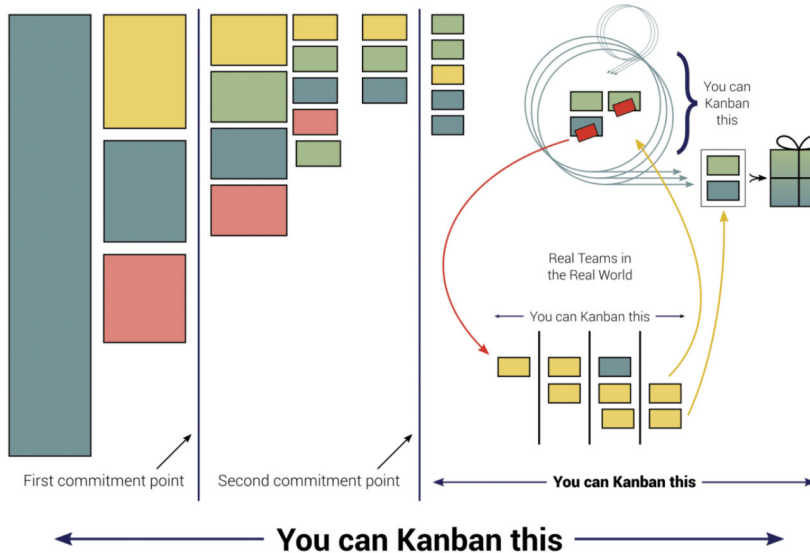 You can
Kanban
this
Real Teams in
the Real World
You can Kanban this
First commitment point
Second commitment point
You can Kanban this
You can Kanban this